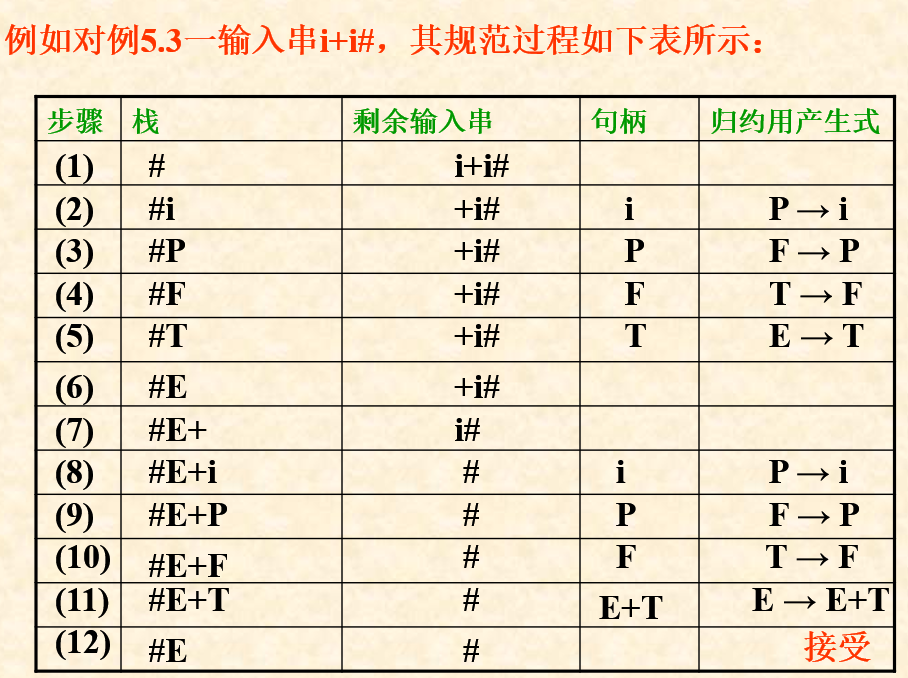 例如对例5.3一输入串i+i#，其规范过程如下表所示：
步骤 栈 剩余输入串 句柄 归约用产生式
(1) # i+i#
(2) #i +i# i P → i
(3) #P +i# P F → P
(4) #F +i# F T → F
(5) #T +i# T E → T
(6) #E +i#
(7) #E+ i#
(8) #E+i # i P → i
(9) #E+P # P F → P
(10) #E+F # F T → F
(11) #E+T # E+T E → E+T
(12) #E # 接受